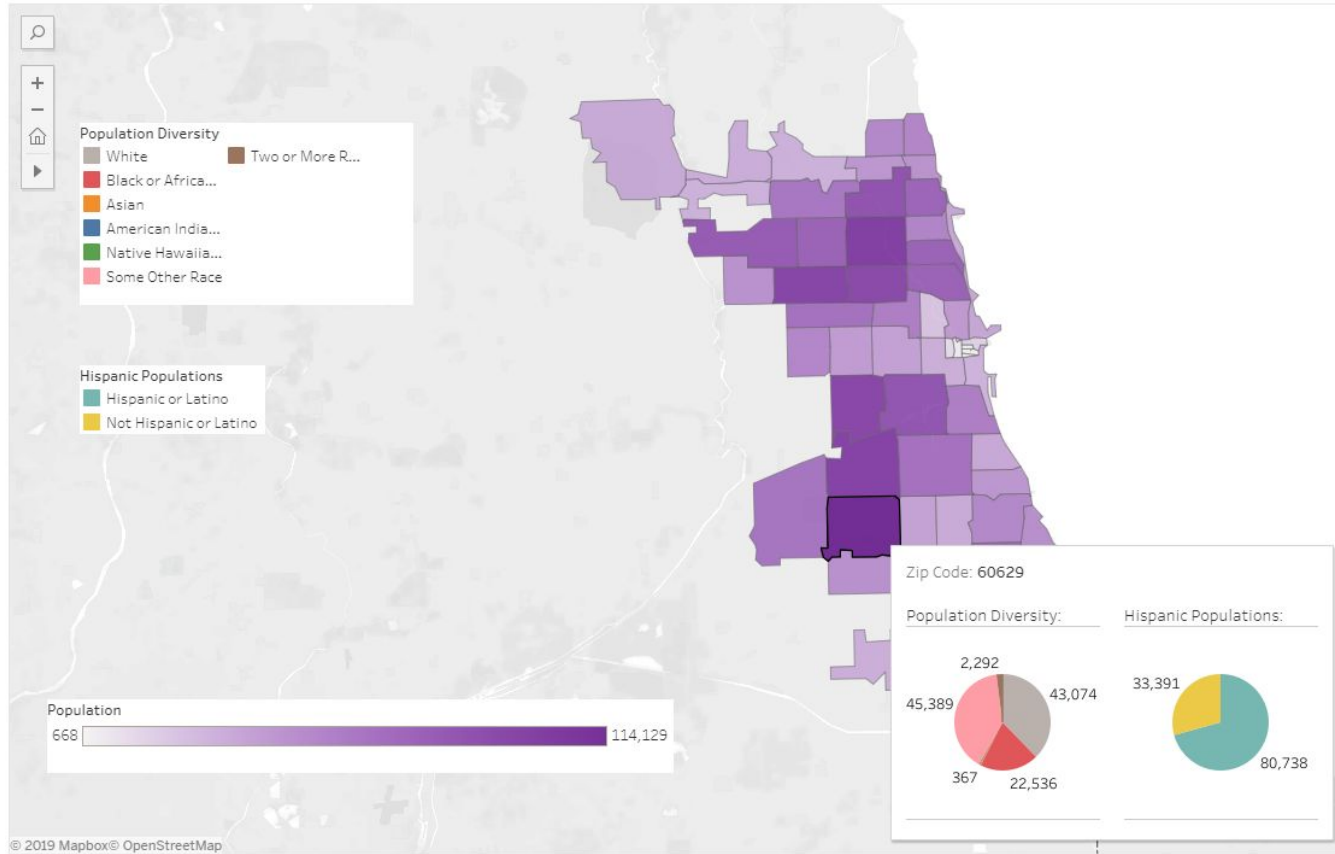 Population Diversity
White
Two or More R...
Black or Africa...
Asian
American India...
Native Hawaiia...
Some Other Race
Hispanic Populations
Hispanic or Latino
Not Hispanic or Latino
Population
668
114,129
Zip Code: 60629
Population Diversity:
Hispanic Populations:
2,292
43,074
45,389
367
22,536
33,391
80,738
© 2019 Mapbox© OpenStreetMap